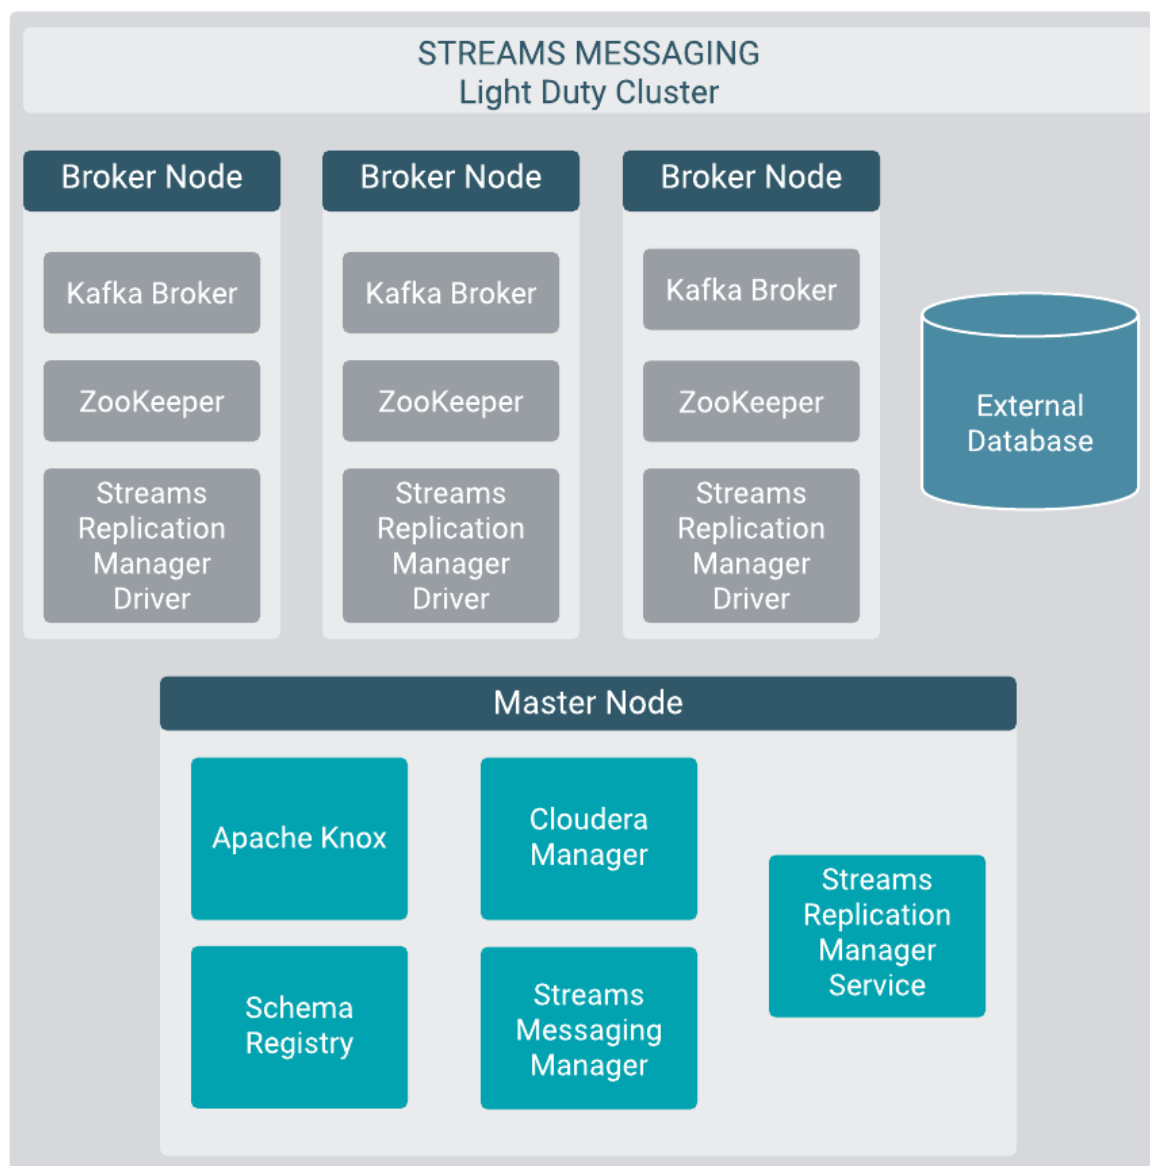 STREAMS MESSAGING
Light Duty Cluster
Broker Node
Kafka Broker
ZooKeeper
Streams
Replication
Manager
Driver
Broker Node
Kafka Broker
ZooKeeper
Streams
Replication
Manager
Driver
Broker Node
Kafka Broker
ZooKeeper
Streams
Replication
Manager
Driver
External
Database
Master Node
Apache Knox
Schema
Registry
Cloudera
Manager
Streams
Messaging
Manager
Streams
Replication
Manager
Service